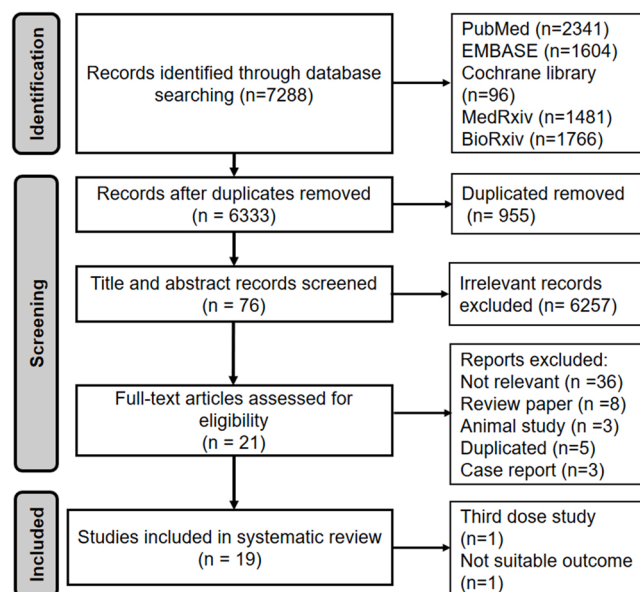 Identification
Records identified through database
searching (n=7288)
PubMed (n=2341)
EMBASE (n=1604)
Cochrane library
(n=96)
MedRxiv (n=1481)
BioRxiv (n=1766)
Screening
Records after duplicates removed
(n = 6333)
Duplicated removed
(n= 955)
Title and abstract records screened
(n = 76)
Irrelevant records
excluded (n= 6257)
Full-text articles assessed for
eligibility
(n = 21)
Reports excluded:
Not relevant (n =36)
Review paper (n =8)
Animal study (n =3)
Duplicated (n=5)
Case report (n=3)
Included
Studies included in systematic review
(n = 19)
Third dose study
(n=1)
Not suitable outcome
(n=1)